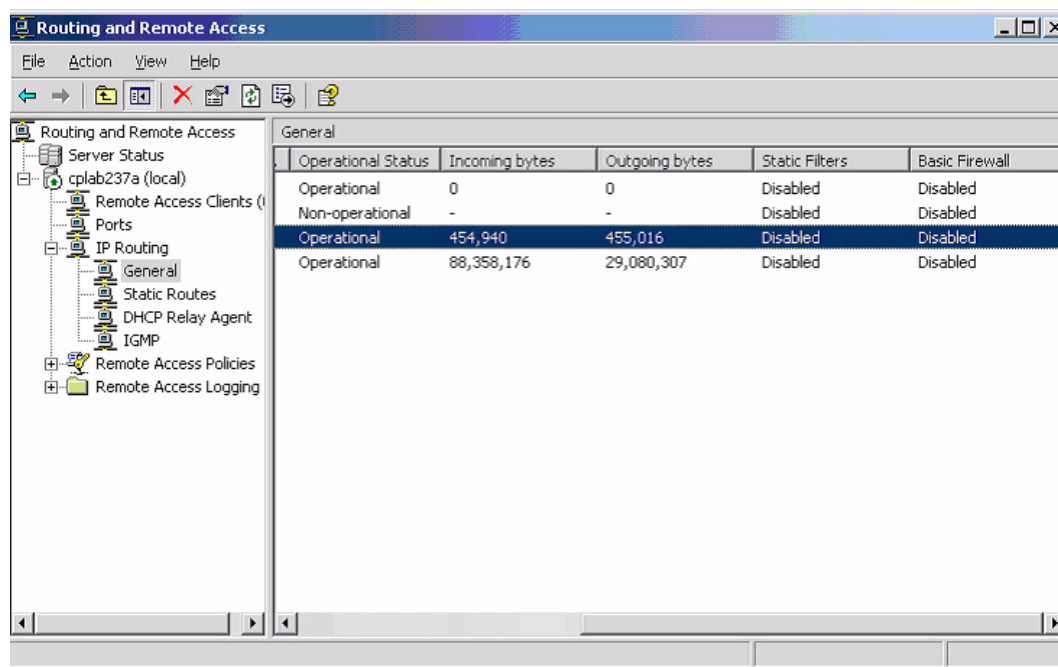 Routing and Remote Access
File Action View Help
Routing and Remote Access
Server Status
cplab237a (local)
Remote Access Clients (
Ports
IP Routing
General
Static Routes
DHCP Relay Agent
IGMP
Remote Access Policies
Remote Access Logging
General
Operational Status Incoming bytes Outgoing bytes Static Filters Basic Firewall
Operational 0 0 Disabled Disabled
Non-operational - - Disabled Disabled
Operational 454,940 455,016 Disabled Disabled
Operational 88,358,176 29,080,307 Disabled Disabled